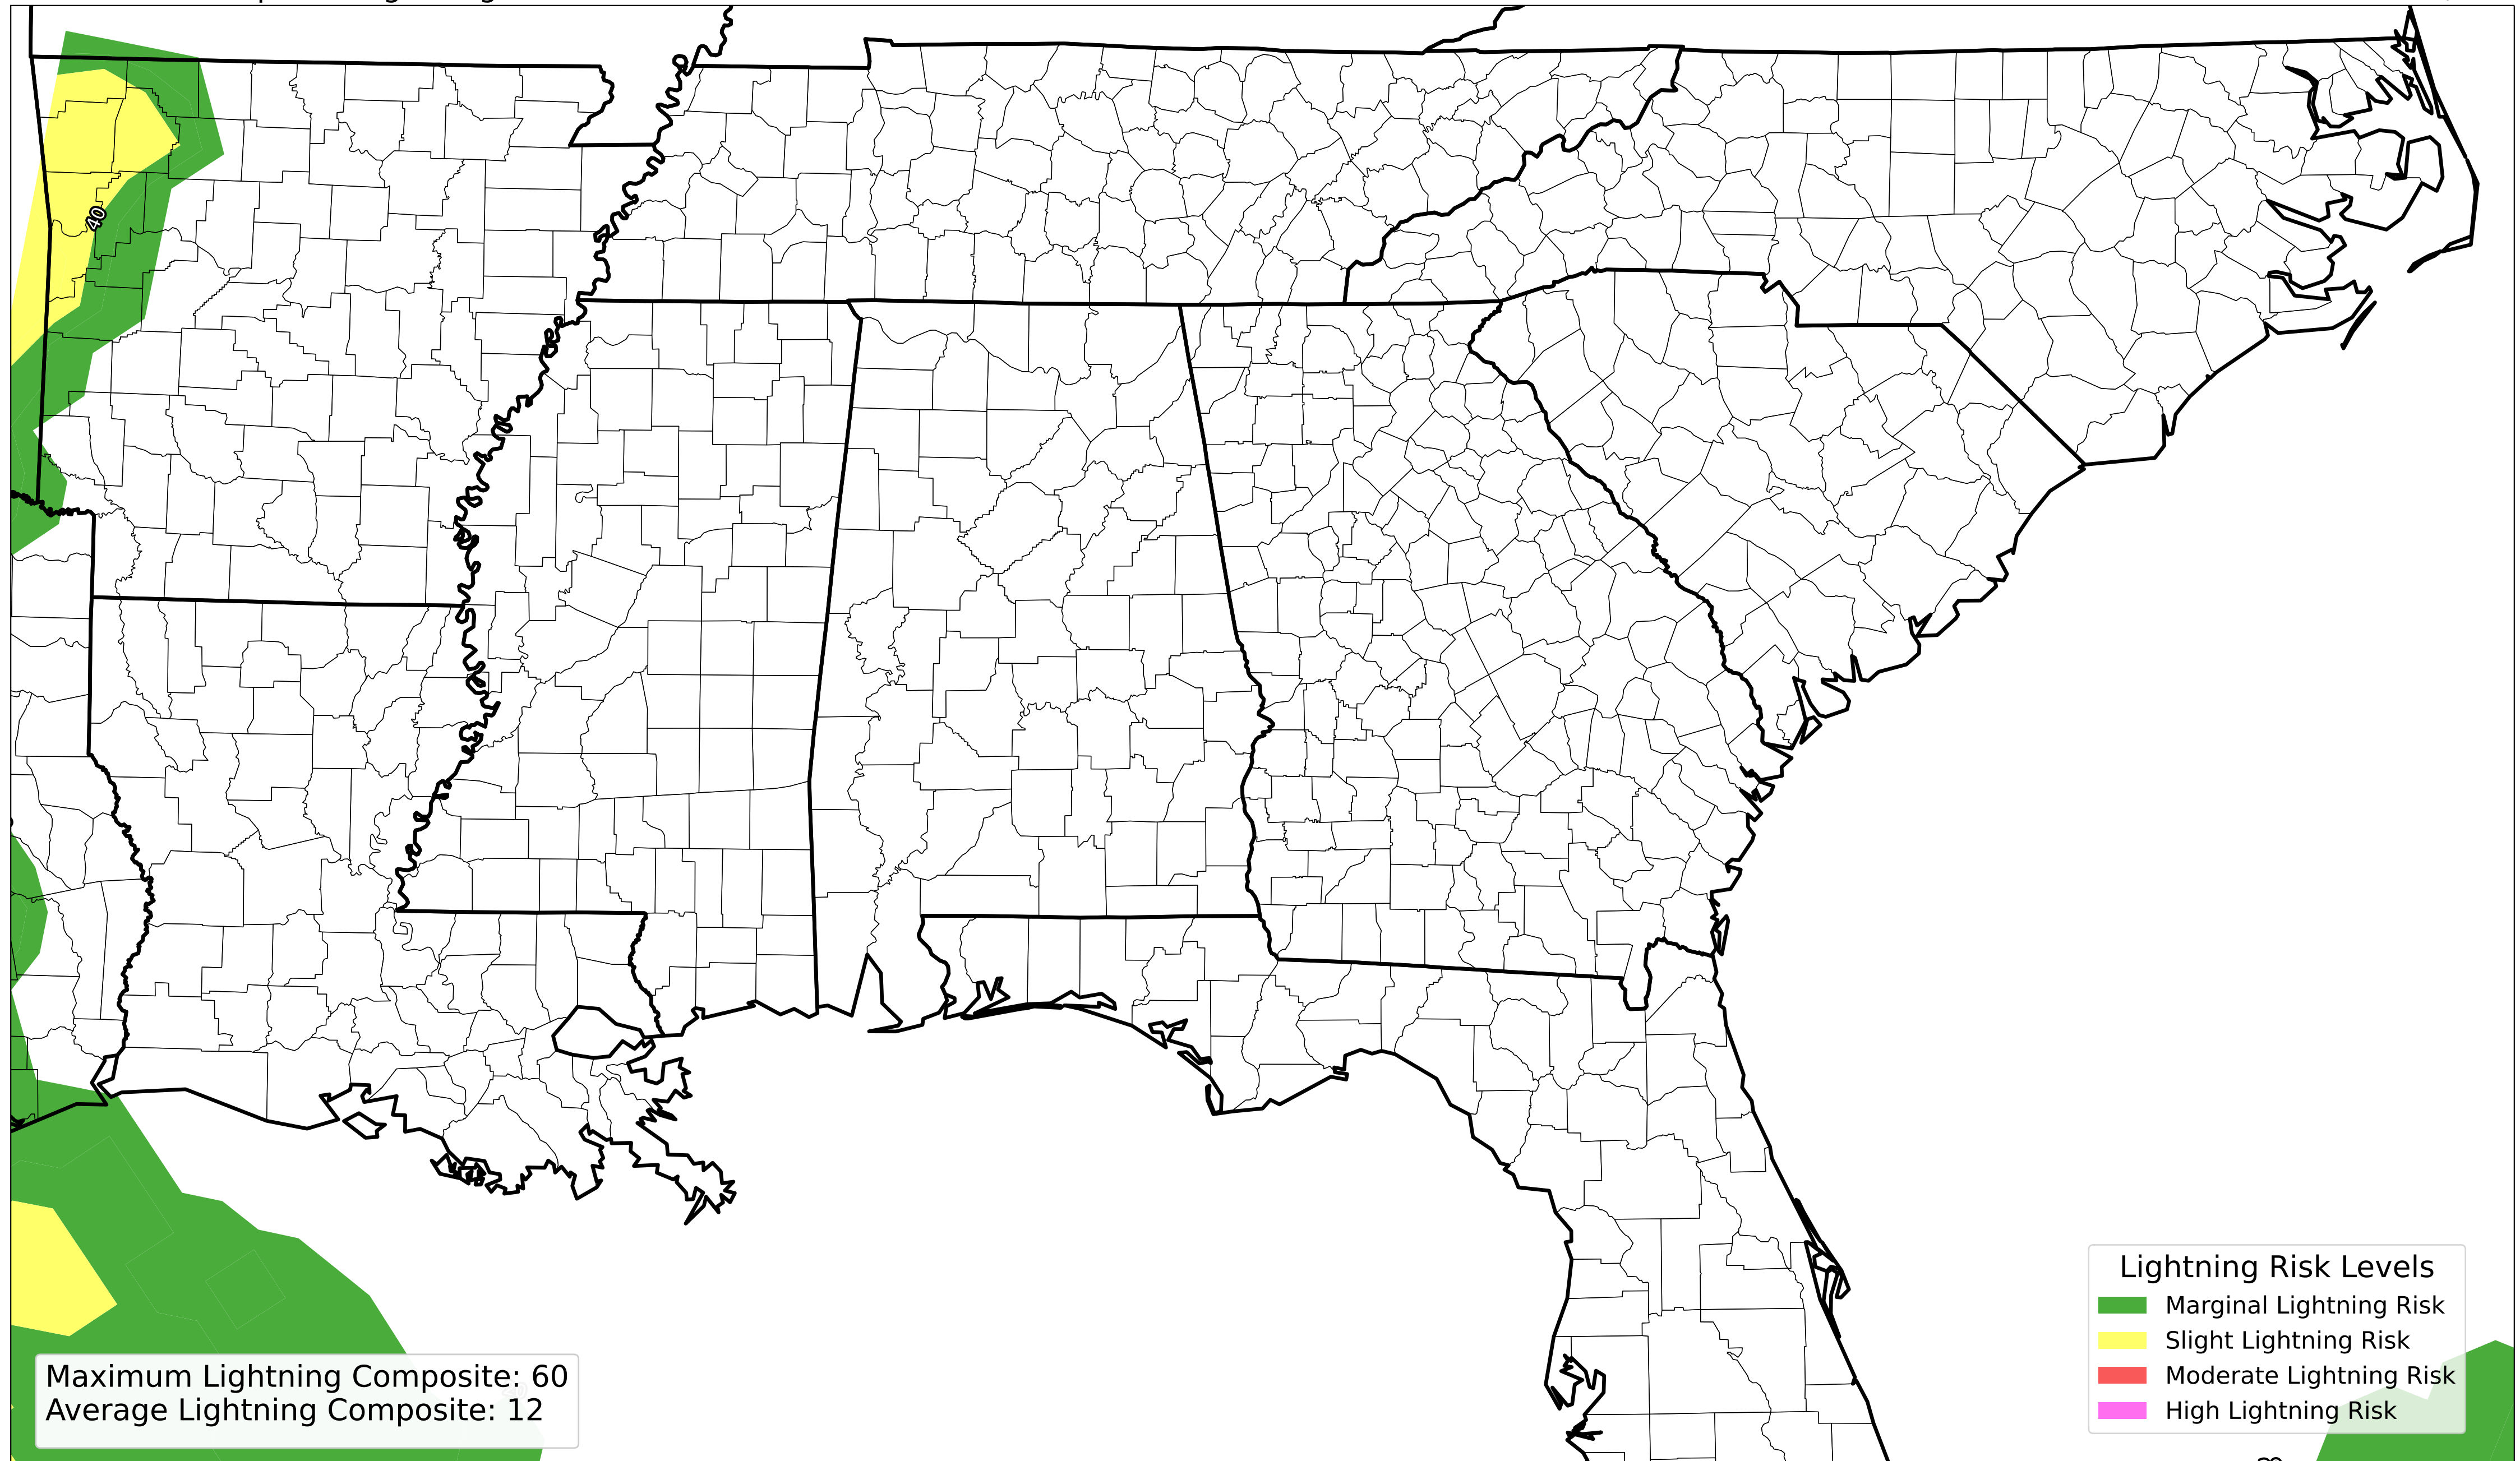 40
Lightning Risk Levels
Marginal Lightning Risk
Slight Lightning Risk
Moderate Lightning Risk
High Lightning Risk
Maximum Lightning Composite: 60
Average Lightning Composite: 12